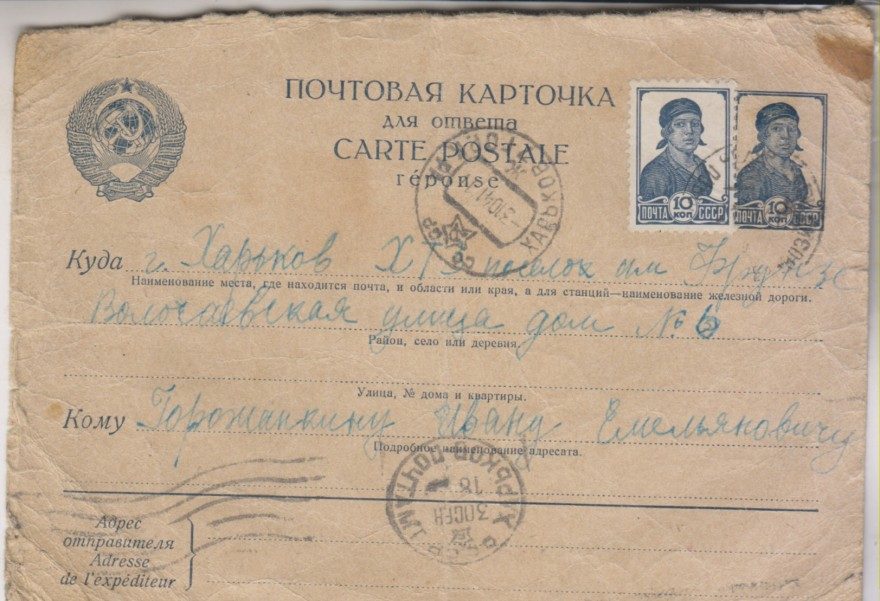 ПОЧТОВАЯ КАРТОЧКА
для ответа
CARTE POSTALE
réponse
10 КОП
ПОЧТА СССР
10 КОП
ПОЧТА СССР
ХАРЬКОВ
Куда г. Харьков ХТЗ поселок им Фрунзе
Наименование места, где находится почта, и области или края, а для станций—наименование железной дороги.
Волочаевская улица дом № 6
Район, село или деревня.
Улица, № дома и квартиры.
Кому Горожанкину Ивану Емельяновичу
Подробное наименование адресата.
ХАРЬКОВ ПОЧТАМТ
Адрес
отправителя
Adresse
de l'expéditeur